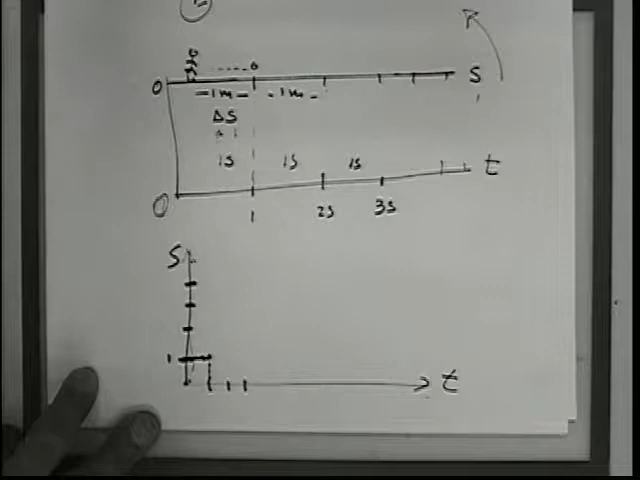 0 S
1m 1m
ΔS
1s 1s 1s
0 t
1 2s 3s
S
1
t